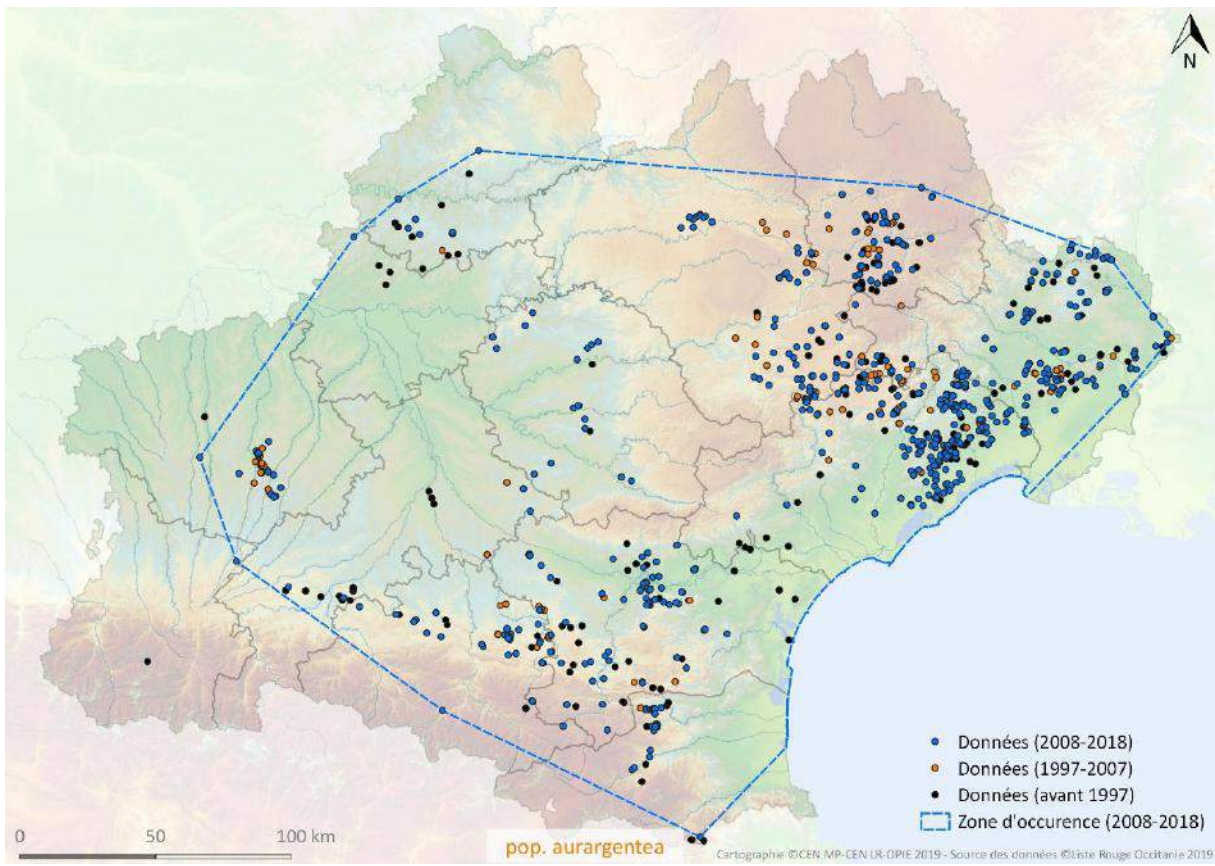 N
Données (2008-2018)
Données (1997-2007)
Données (avant 1997)
Zone d'occurence (2008-2018)
0 50 100 km
pop. aurargentea
Cartographie ©CEN MP-CEN LR-OPIE 2019 - Source des données ©Liste Rouge Occitanie 2019